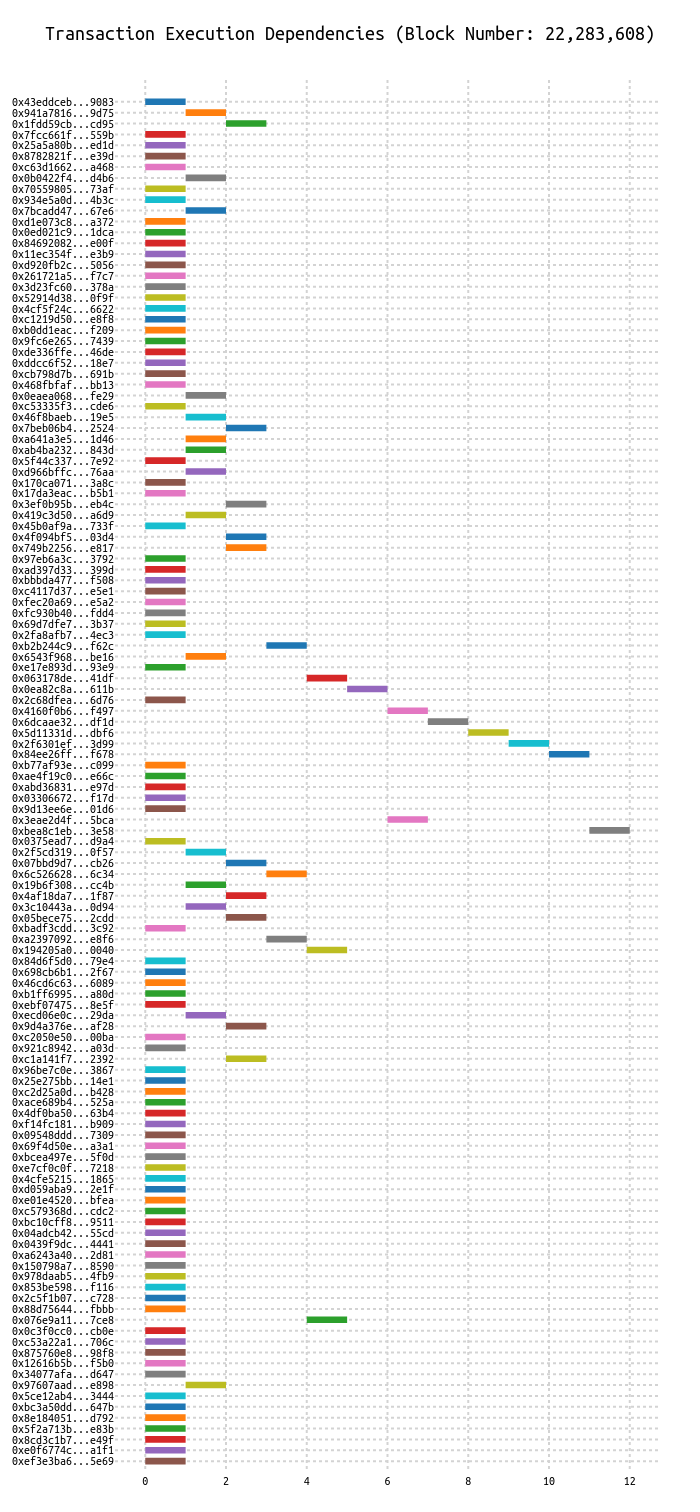 Transaction Execution Dependencies (Block Number: 22,283,608)
0x43eddceb...9083
0x941a7816...9d75
0x1fdd59cb...cd95
0x7fcc661f...559b
0x25a5a80b...ed1d
0x8782821f...e39d
0xc63d1662...a468
0x0b0422f4...d4b6
0x70559805...73af
0x934e5a0d...4b3c
0x7bcadd47...67e6
0xd1e073c8...a372
0x0ed021c9...1dca
0x84692082...e00f
0x11ec354f...e3b9
0xd920fb2c...5056
0x261721a5...f7c7
0x3d23fc60...378a
0x52914d38...0f9f
0x4cf5f24c...6622
0xc1219d50...e8f8
0xb0dd1eac...f209
0x9fc6e265...7439
0xde336ffe...46de
0xddcc6f52...18e7
0xcb798d7b...691b
0x468fbfaf...bb13
0x0eaea068...fe29
0xc53335f3...cde6
0x46f8baeb...19e5
0x7beb06b4...2524
0xa641a3e5...1d46
0xab4ba232...843d
0x5f44c337...7e92
0xd966bffc...76aa
0x170ca071...3a8c
0x17da3eac...b5b1
0x3ef0b95b...eb4c
0x419c3d50...a6d9
0x45b0af9a...733f
0x4f094bf5...03d4
0x749b2256...e817
0x97eb6a3c...3792
0xad397d33...399d
0xbbbda477...f508
0xc4117d37...e5e1
0xfec20a69...e5a2
0xfc930b40...fdd4
0x69d7dfe7...3b37
0x2fa8afb7...4ec3
0xb2b244c9...f62c
0x6543f968...be16
0xe17e893d...93e9
0x063178de...41df
0x0ea82c8a...611b
0x2c68dfea...6d76
0x4160f0b6...f497
0x6dcaae32...df1d
0x5d11331d...dbf6
0x2f6301ef...3d99
0x84ee26ff...f678
0xb77af93e...c099
0xae4f19c0...e66c
0xabd36831...e97d
0x03306672...f17d
0x9d13ee6e...01d6
0x3eae2d4f...5bca
0xbea8c1eb...3e58
0x0375ead7...d9a4
0x2f5cd319...0f57
0x07bbd9d7...cb26
0x6c526628...6c34
0x19b6f308...cc4b
0x4af18da7...1f87
0x3c10443a...0d94
0x05bece75...2cdd
0xbadf3cdd...3c92
0xa2397092...e8f6
0x194205a0...0040
0x84d6f5d0...79e4
0x698cb6b1...2f67
0x46cd6c63...6089
0xb1ff6995...a80d
0xebf07475...8e5f
0xecd06e0c...29da
0x9d4a376e...af28
0xc2050e50...00ba
0x921c8942...a03d
0xc1a141f7...2392
0x96be7c0e...3867
0x25e275bb...14e1
0xc2d25a0d...b428
0xace689b4...525a
0x4df0ba50...63b4
0xf14fc181...b909
0x09548ddd...7309
0x69f4d50e...a3a1
0xbcea497e...5f0d
0xe7cf0c0f...7218
0x4cfe5215...1865
0xd059aba9...2e1f
0xe01e4520...bfea
0xc579368d...cdc2
0xbc10cff8...9511
0x04adcb42...55cd
0x0439f9dc...4441
0xa6243a40...2d81
0x150798a7...8590
0x978daab5...4fb9
0x853be598...f116
0x2c5f1b07...c728
0x88d75644...fbbb
0x076e9a11...7ce8
0x0c3f0cc0...cb0e
0xc53a22a1...706c
0x875760e8...98f8
0x12616b5b...f5b0
0x34077afa...d647
0x97607aad...e898
0x5ce12ab4...3444
0xbc3a50dd...647b
0x8e184051...d792
0x5f2a713b...e83b
0x8cd3c1b7...e49f
0xe0f6774c...a1f1
0xef3e3ba6...5e69
0 2 4 6 8 10 12